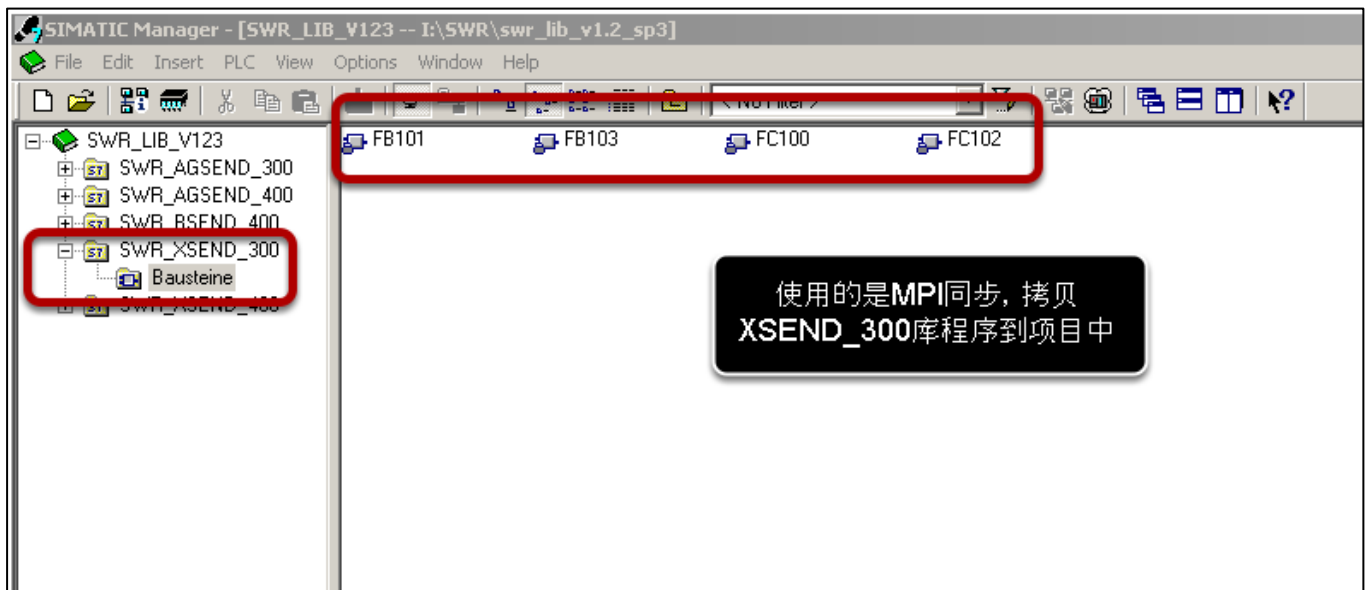 SIMATIC Manager - [SWR_LIB_V123 -- I:\SWR\swr_lib_v1.2_sp3]
File Edit Insert PLC View Options Window Help
< No Filter >
SWR_LIB_V123
FB101 FB103 FC100 FC102
SWR_AGSEND_300
SWR_AGSEND_400
SWR_BSEND_400
SWR_XSEND_300
Bausteine
SWR_XSEND_400
使用的是MPI同步, 拷贝
XSEND_300库程序到项目中